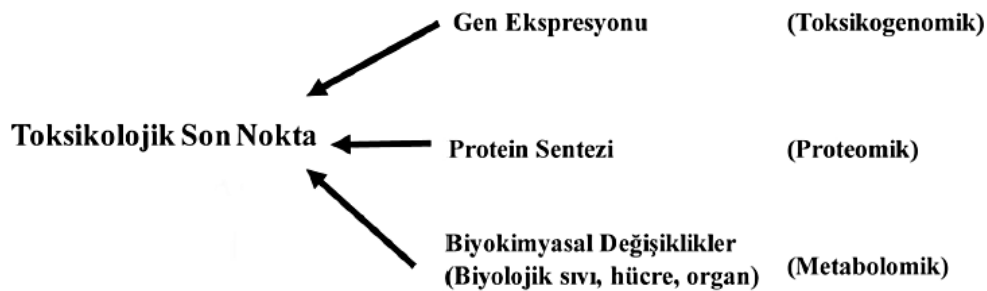 Gen Ekspresyonu (Toksikogenomik)
Toksikolojik Son Nokta
Protein Sentezi (Proteomik)
Biyokimyasal Değişiklikler
(Biyolojik sıvı, hücre, organ) (Metabolomik)